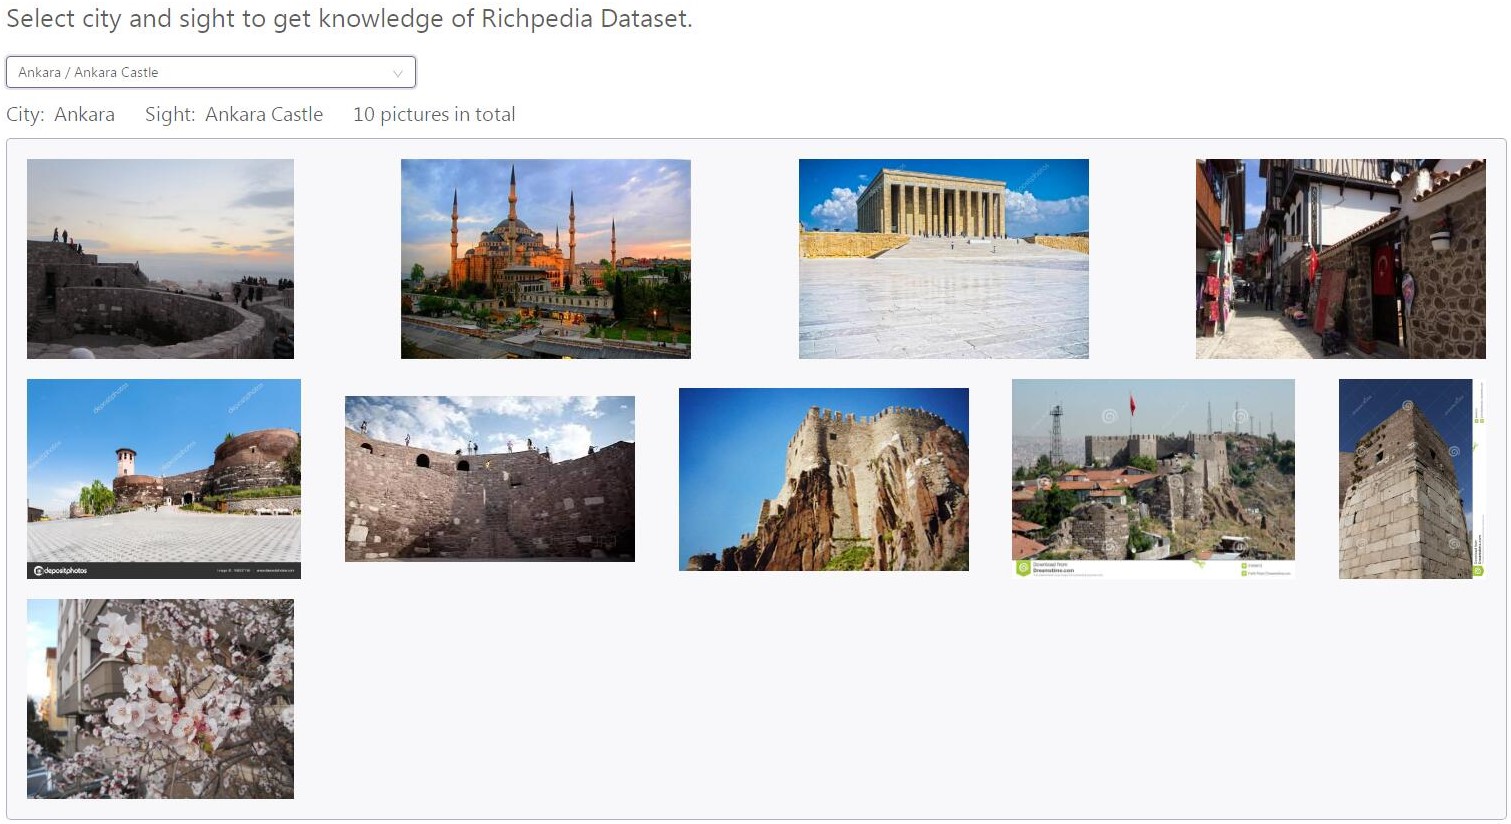 Select city and sight to get knowledge of Richpedia Dataset.
Ankara / Ankara Castle
City: Ankara Sight: Ankara Castle 10 pictures in total
depositphotos
Download from
Dreamstime.com